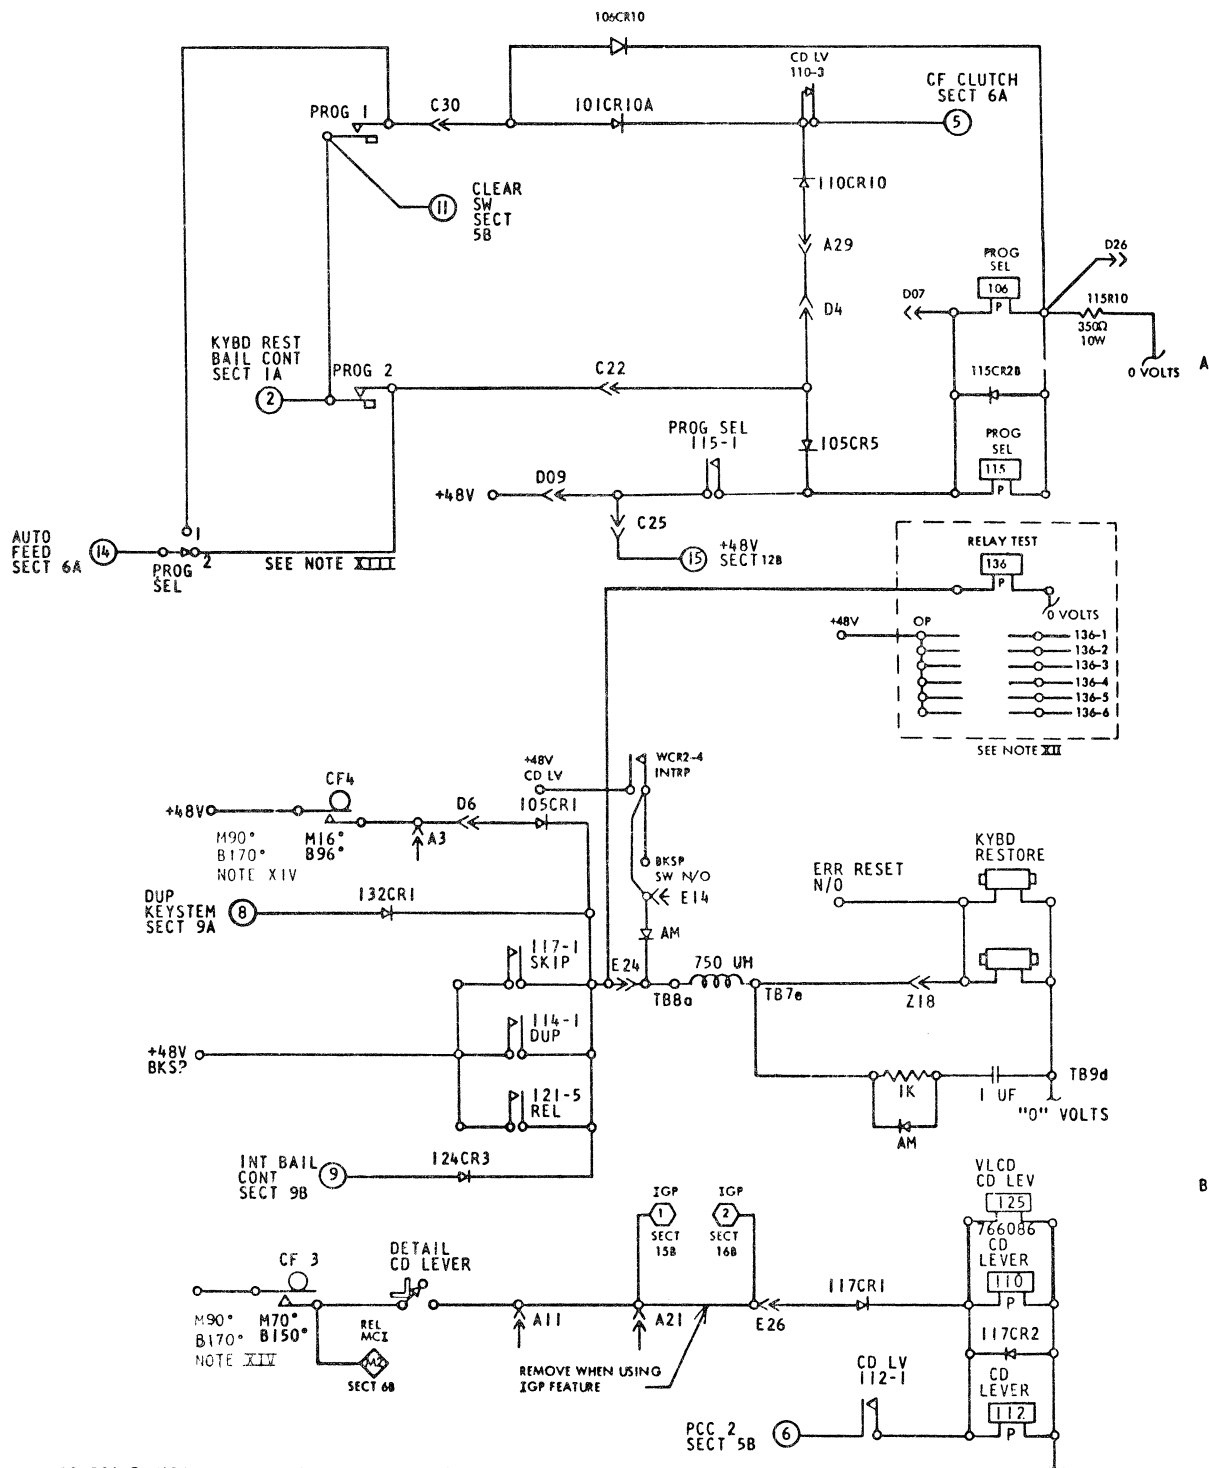 106CR10
CD LV
110-3
CF CLUTCH
SECT 6A
5
PROG 1
C30
101CR10A
110CR10
11
CLEAR
SW
SECT
5B
A29
D4
PROG
SEL
106
P
D07
D26
115R10
350Ω
10W
0 VOLTS
A
KYBD REST
BAIL CONT
SECT 1A
2
PROG 2
C22
115CR2B
PROG SEL
115-1
105CR5
PROG
SEL
115
P
+48V
D09
C25
15
+48V
SECT 12B
AUTO
FEED
SECT 6A
14
1
2
PROG
SEL
SEE NOTE XIII
RELAY TEST
136
P
0 VOLTS
+48V
OP
136-1
136-2
136-3
136-4
136-5
136-6
SEE NOTE XII
+48V
CD LV
WCR2-4
INTRP
CF4
+48V
M90°
B170°
NOTE XIV
M16°
B96°
A3
D6
105CR1
BKSP
SW N/O
E14
AM
ERR RESET
N/O
KYBD
RESTORE
DUP
KEYSTEM
SECT 9A
8
132CR1
117-1
SKIP
E24
TB8a
750 UH
TB7e
Z18
+48V
BKS?
114-1
DUP
121-5
REL
1K
AM
1 UF
TB9d
"0" VOLTS
INT BAIL
CONT
SECT 9B
9
124CR3
B
IGP
1
SECT
15B
IGP
2
SECT
16B
VLCD
CD LEV
125
766086
CF 3
DETAIL
CD LEVER
M90°
B170°
NOTE XIV
M70°
B150°
REL
MCI
M2
SECT 6B
A11
A21
E26
117CR1
CD
LEVER
110
P
REMOVE WHEN USING
IGP FEATURE
117CR2
CD LV
112-1
CD
LEVER
112
P
PCC 2
SECT 5B
6